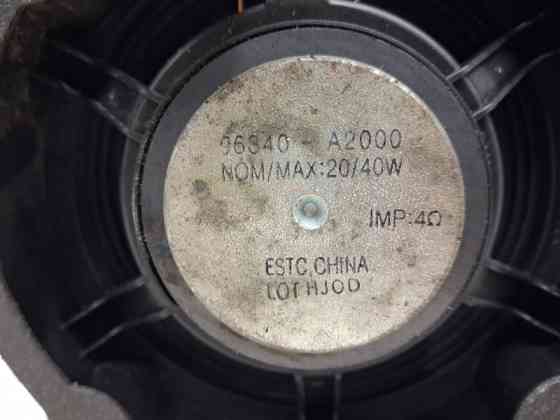 96340 - A2000
NOM/MAX:20/40W
IMP:4Ω
ESTC,CHINA
LOT HJOD